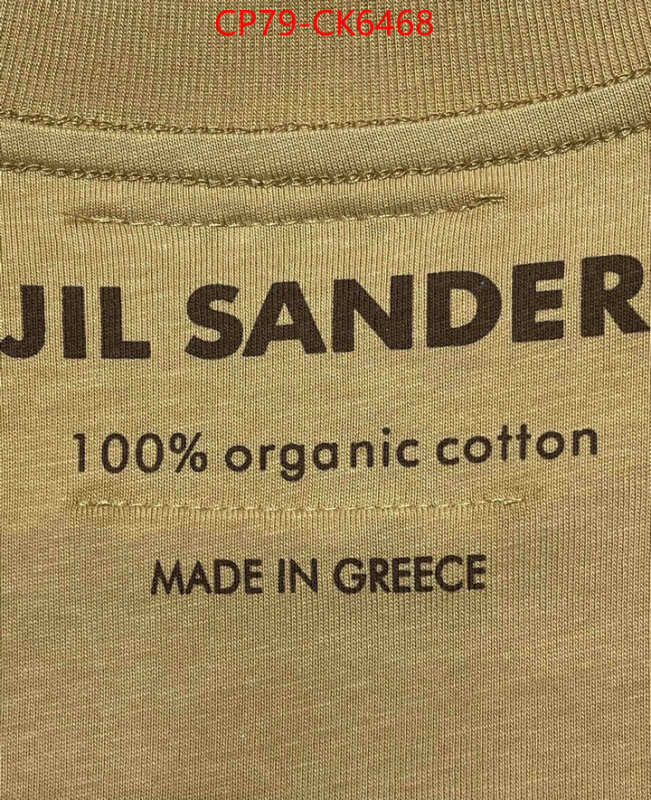 CP79-CK6468
JIL SANDER
100% organic cotton
MADE IN GREECE